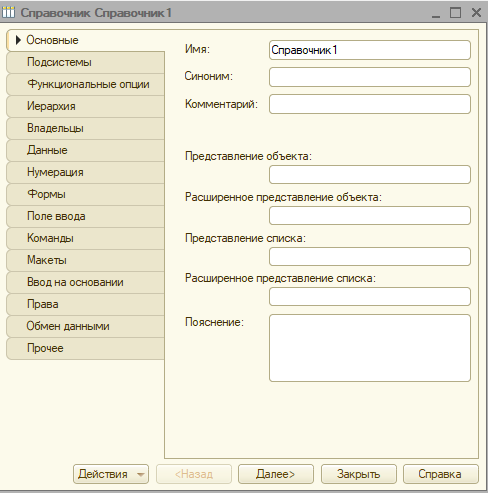 Справочник Справочник1
Основные
Подсистемы
Функциональные опции
Иерархия
Владельцы
Данные
Нумерация
Формы
Поле ввода
Команды
Макеты
Ввод на основании
Права
Обмен данными
Прочее
Имя: Справочник1
Синоним:
Комментарий:
Представление объекта:
Расширенное представление объекта:
Представление списка:
Расширенное представление списка:
Пояснение:
Действия <Назад Далее> Закрыть Справка